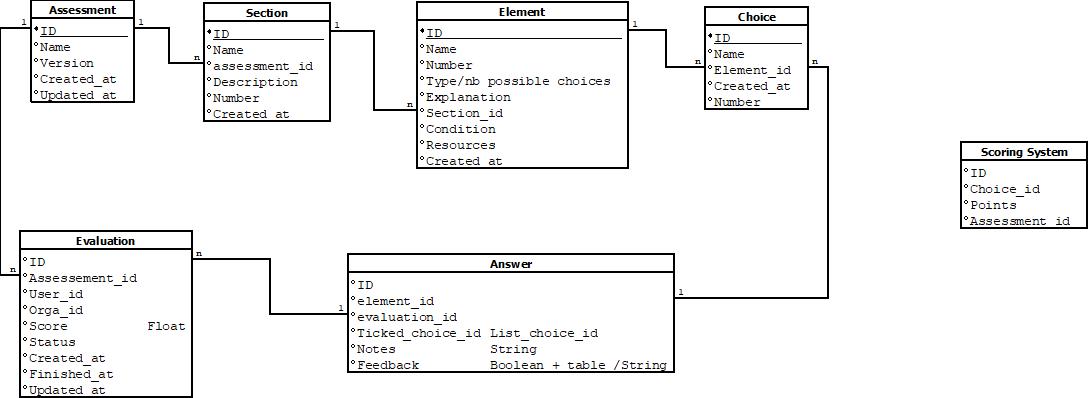 Assessment
ID
Name
Version
Created_at
Updated_at
1
1
n
Section
ID
Name
assessment_id
Description
Number
Created_at
1
n
Element
ID
Name
Number
Type/nb possible choices
Explanation
Section_id
Condition
Resources
Created_at
1
n
Choice
ID
Name
Element_id
Created_at
Number
n
Scoring System
ID
Choice_id
Points
Assessment_id
Evaluation
ID
Assessement_id
User_id
Orga_id
Score Float
Status
Created_at
Finished_at
Updated_at
n
n
1
Answer
ID
element_id
evaluation_id
Ticked_choice_id List_choice_id
Notes String
Feedback Boolean + table /String
1